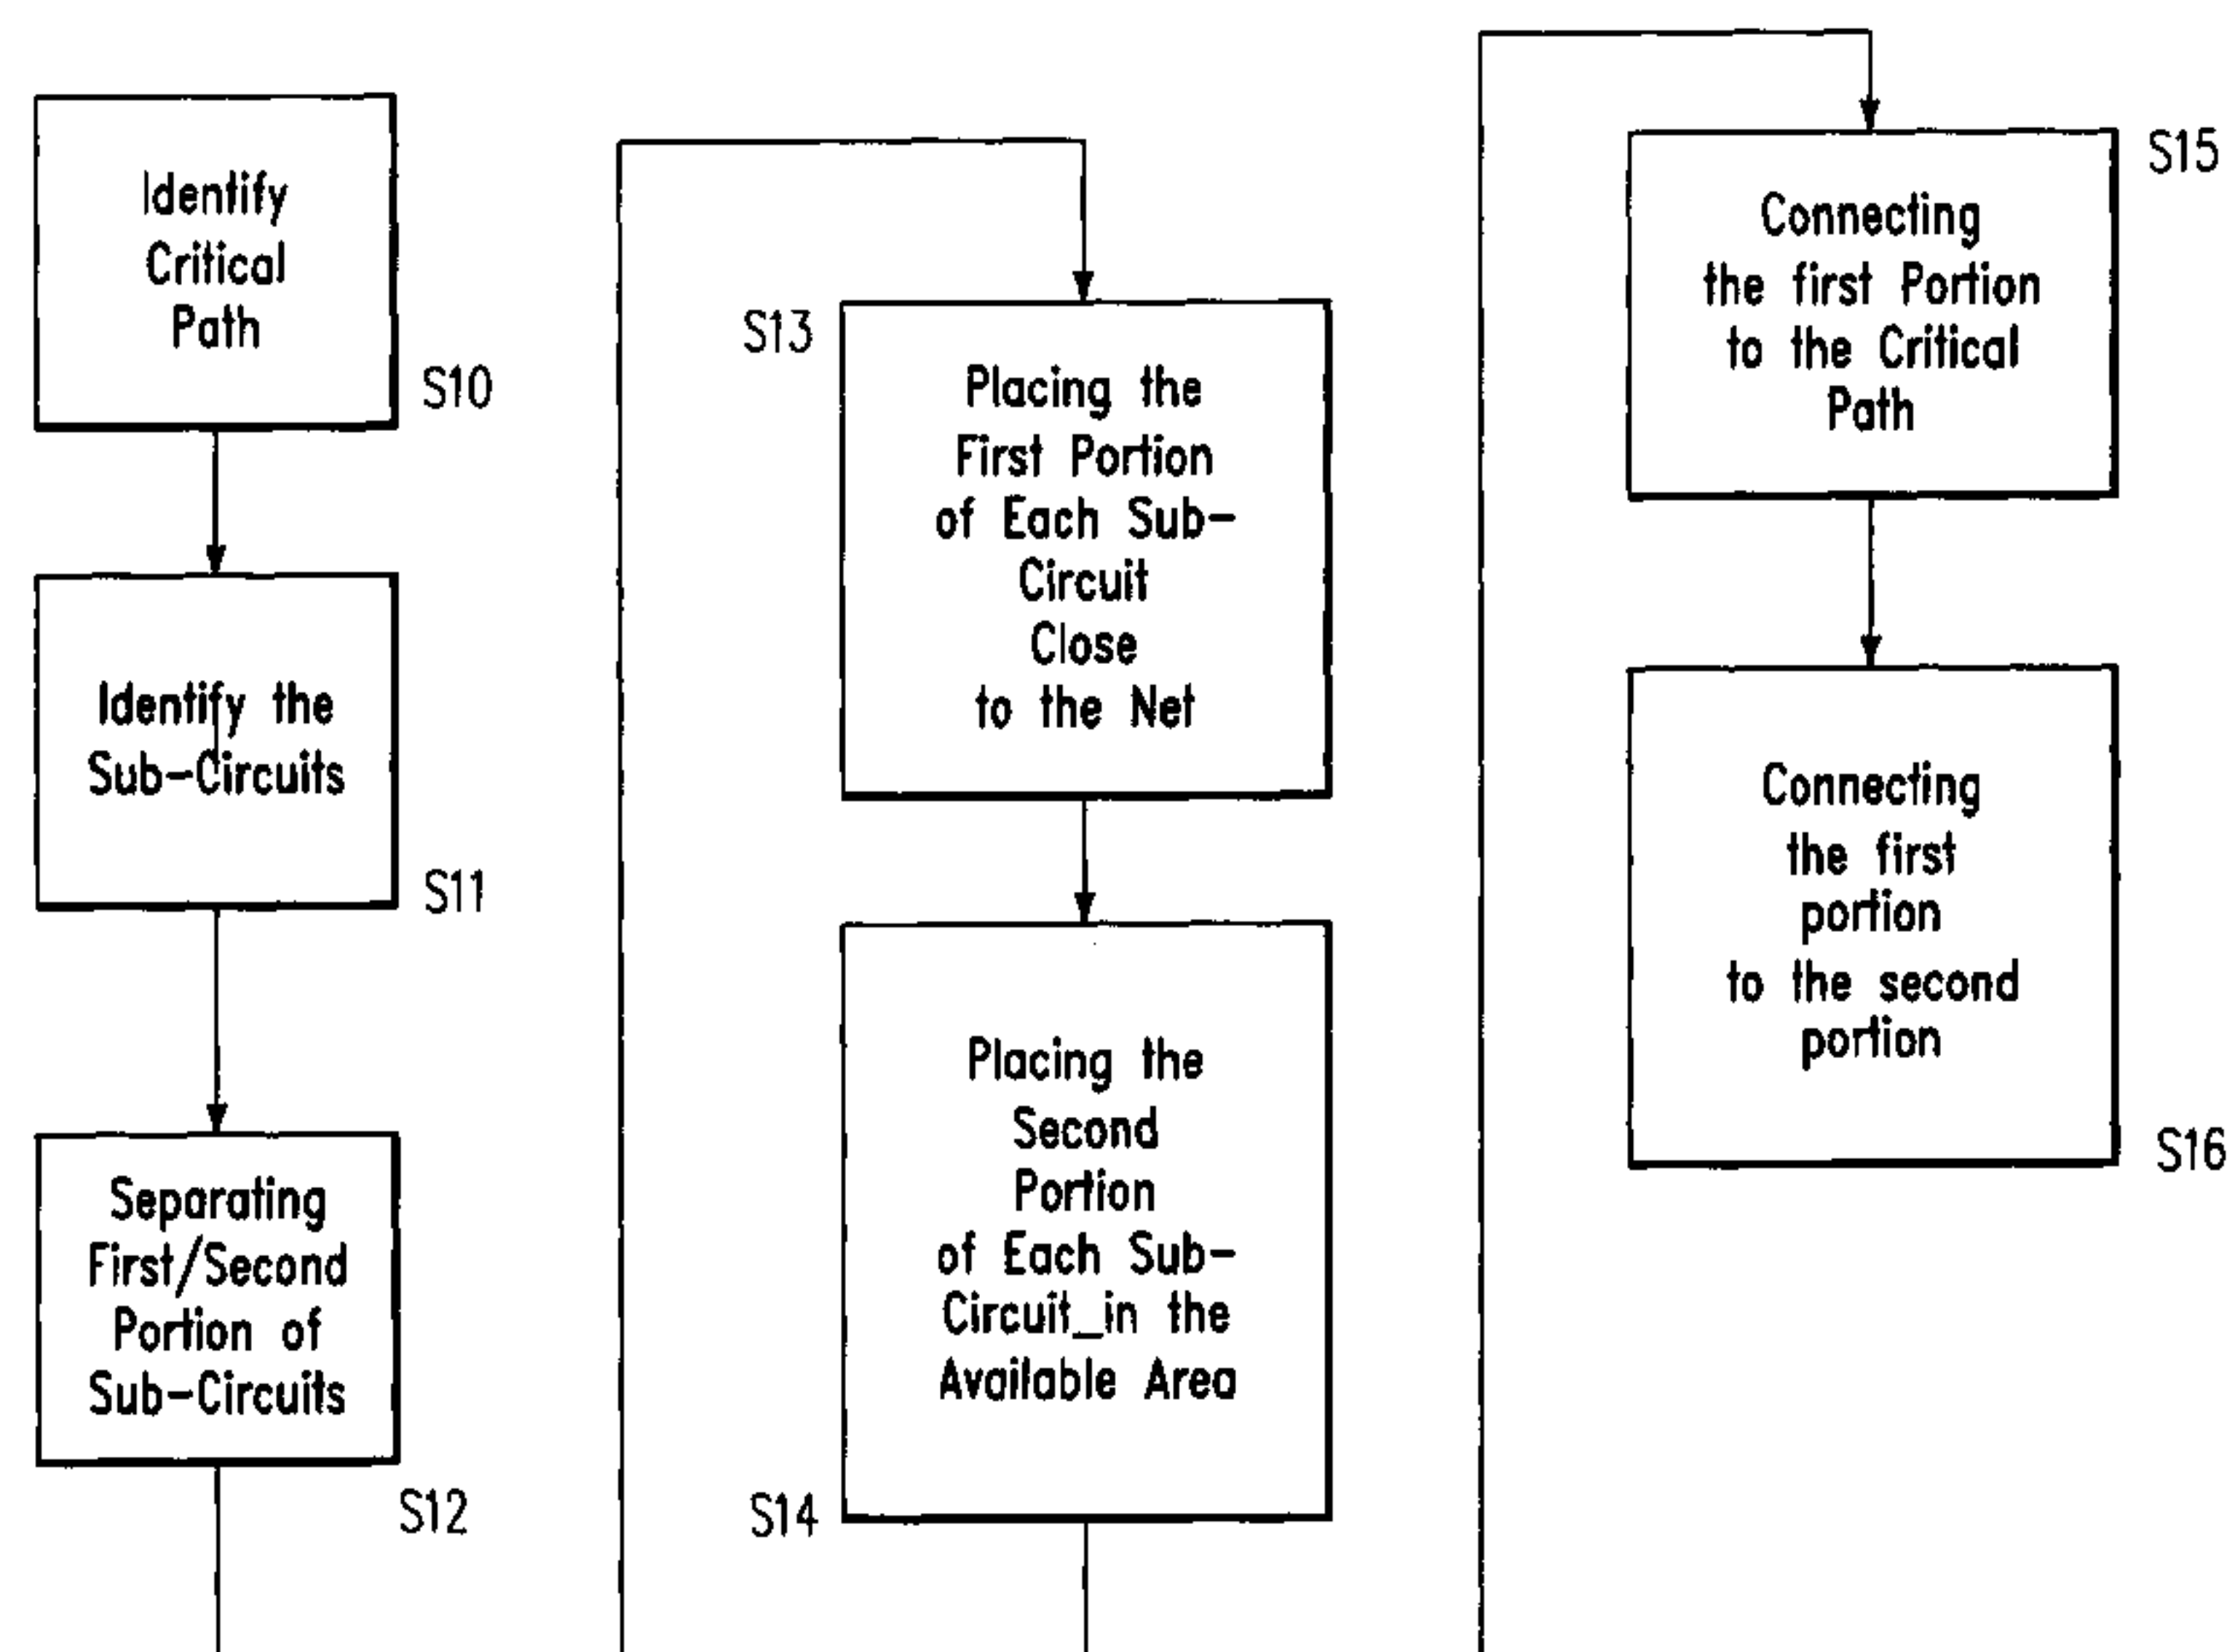 Identify
Critical
Path
S10
Identify the
Sub-Circuits
S11
Separating
First/Second
Portion of
Sub-Circuits
S12
S13
Placing the
First Portion
of Each Sub-
Circuit
Close
to the Net
Placing the
Second
Portion
of Each Sub-
Circuit_in the
Available Area
S14
S15
Connecting
the first Portion
to the Critical
Path
Connecting
the first
portion
to the second
portion
S16